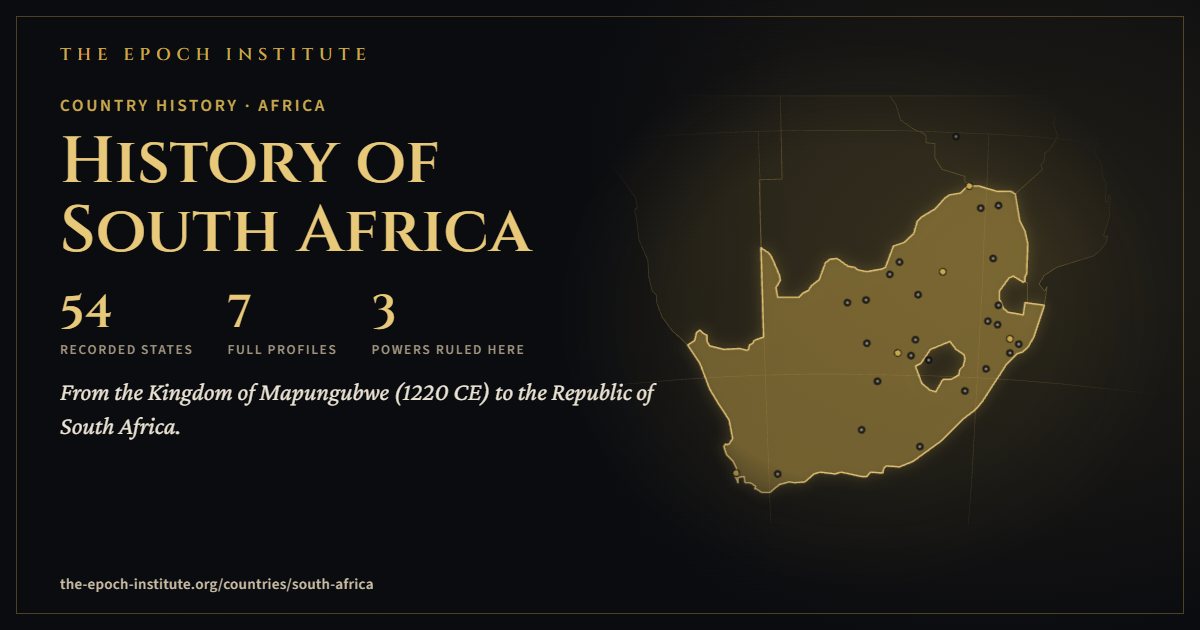 THE EPOCH INSTITUTE
COUNTRY HISTORY · AFRICA
HISTORY OF
SOUTH AFRICA
54 7 3
RECORDED STATES FULL PROFILES POWERS RULED HERE
From the Kingdom of Mapungubwe (1220 CE) to the Republic of
South Africa.
the-epoch-institute.org/countries/south-africa